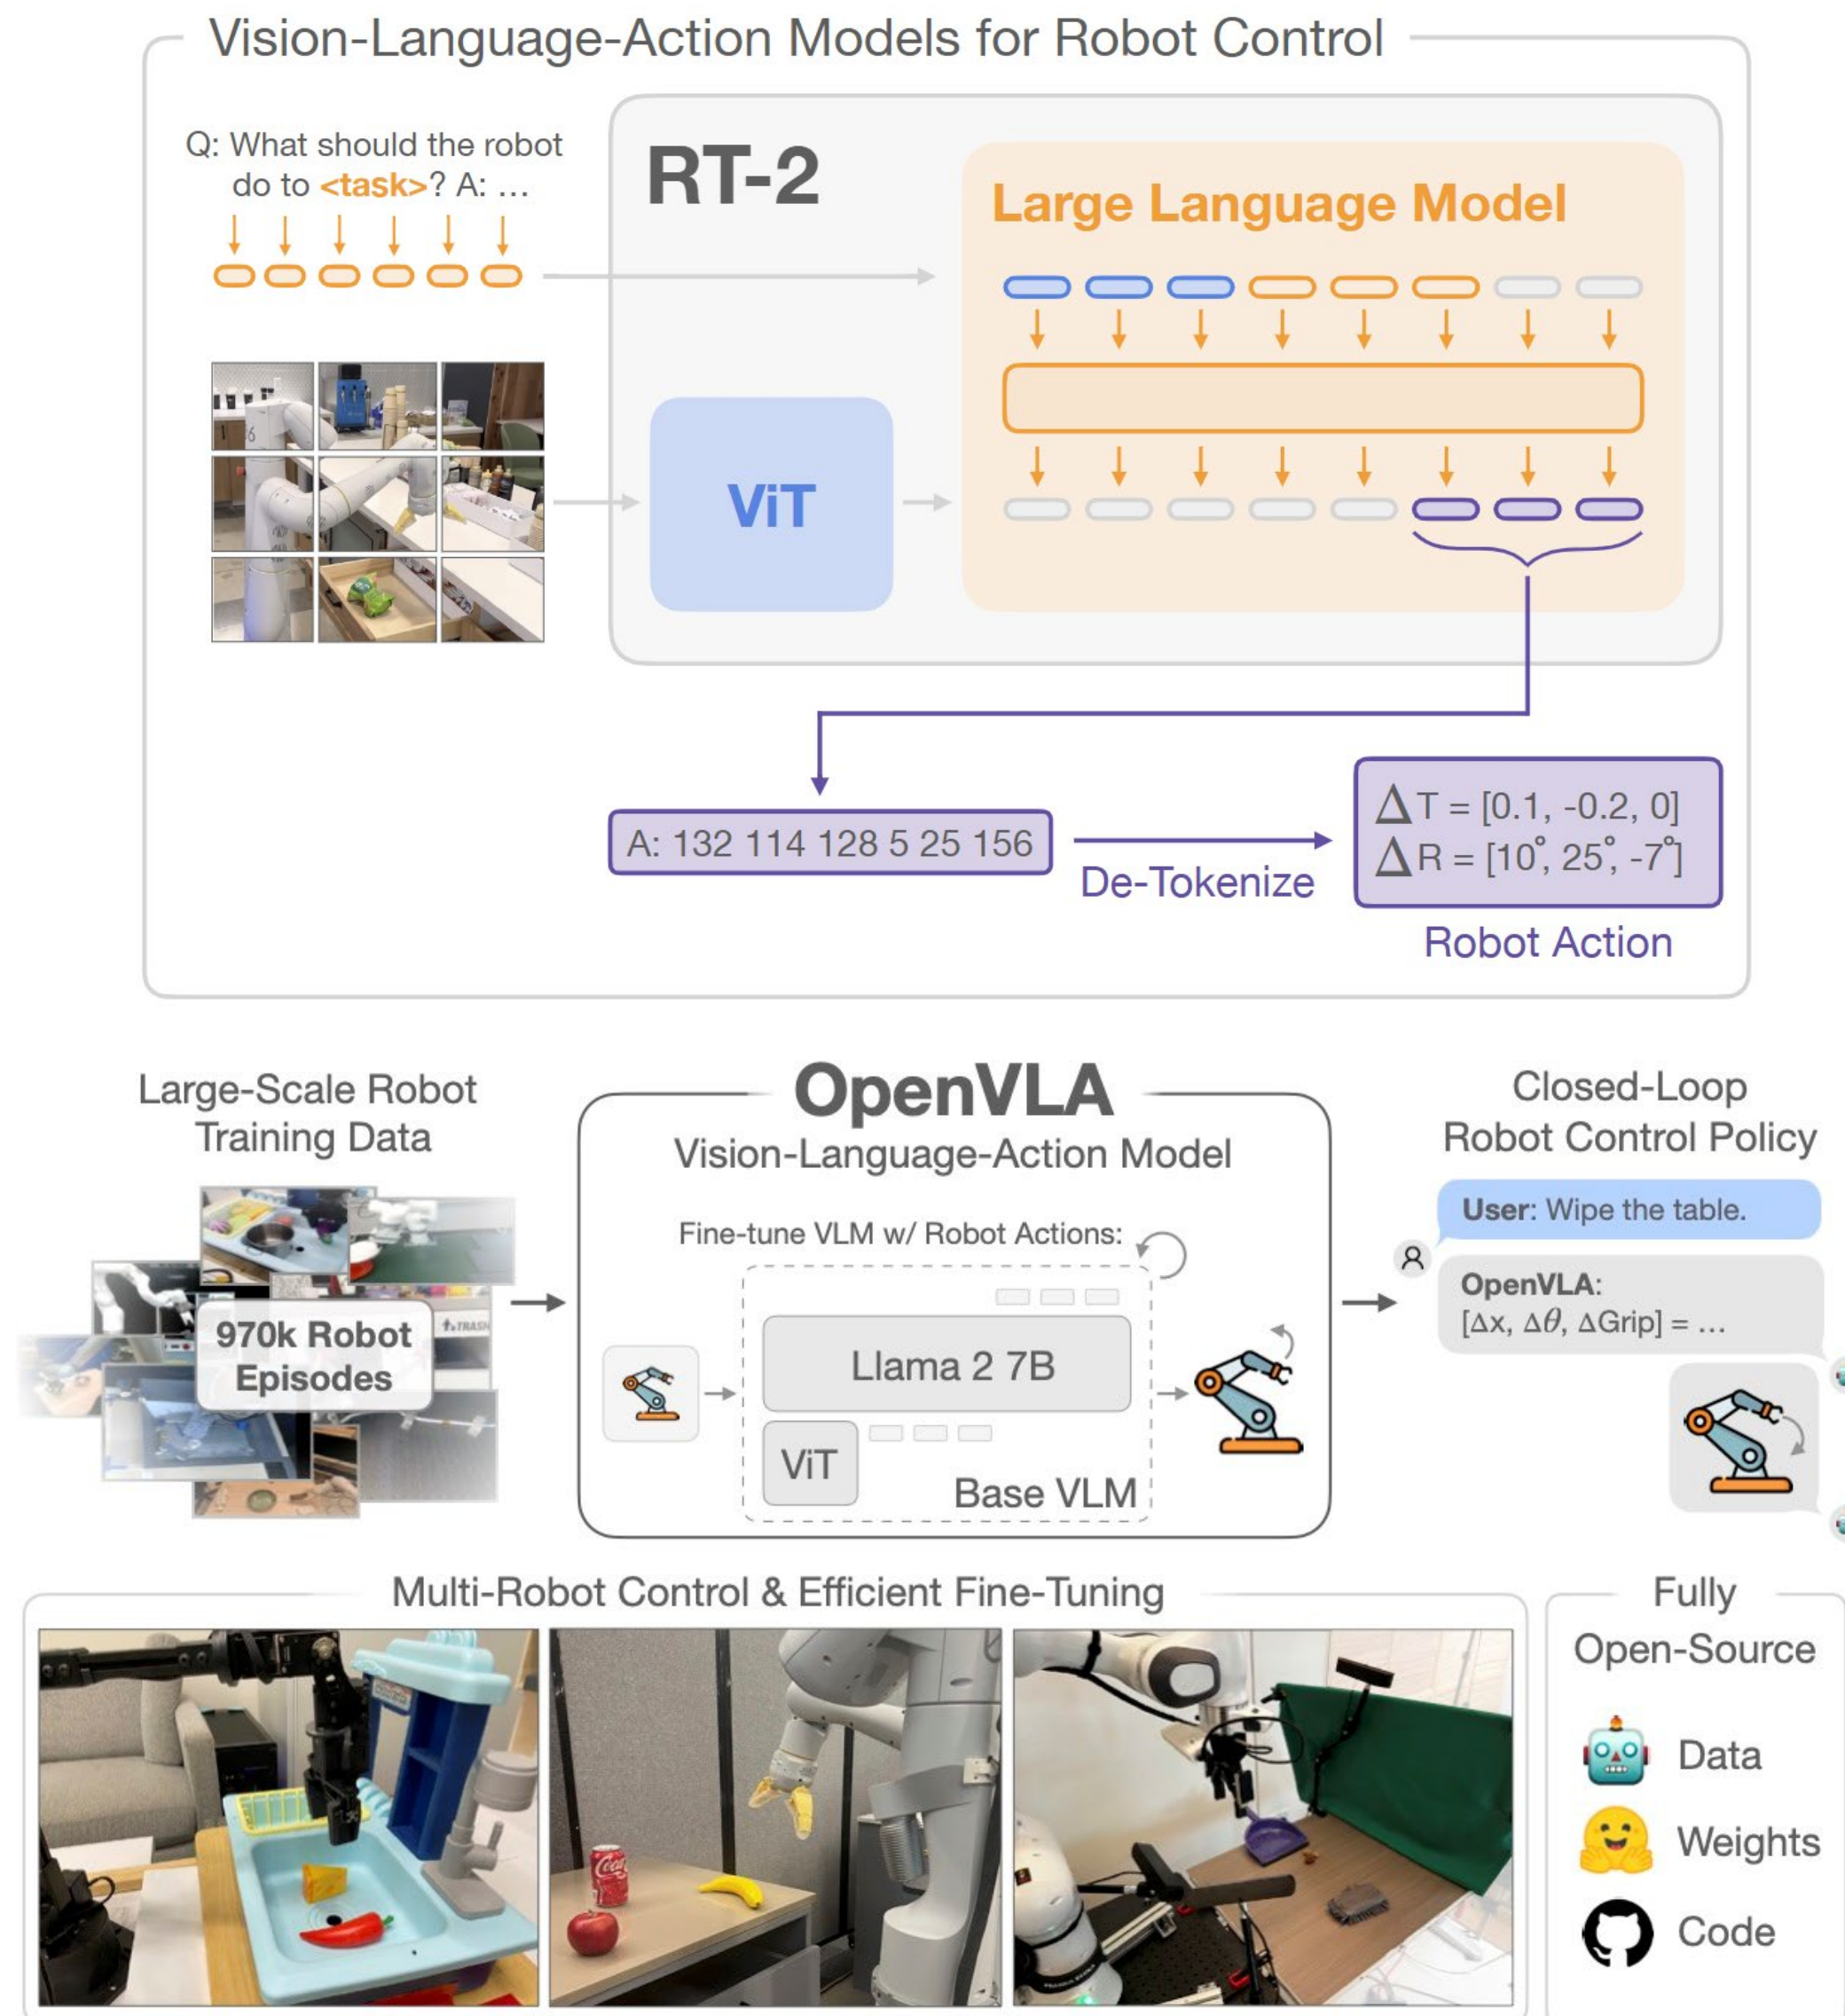 Vision-Language-Action Models for Robot Control
Q: What should the robot
do to <task>? A: …
RT-2
Large Language Model
ViT
A: 132 114 128 5 25 156
De-Tokenize
Δ T = [0.1, -0.2, 0]
Δ R = [10°, 25°, -7°]
Robot Action
Large-Scale Robot
Training Data
970k Robot
Episodes
TRASH
OpenVLA
Vision-Language-Action Model
Fine-tune VLM w/ Robot Actions:
Llama 2 7B
ViT
Base VLM
Closed-Loop
Robot Control Policy
User: Wipe the table.
OpenVLA:
[Δx, Δθ, ΔGrip] = …
Multi-Robot Control & Efficient Fine-Tuning
Fully
Open-Source
Data
Weights
Code